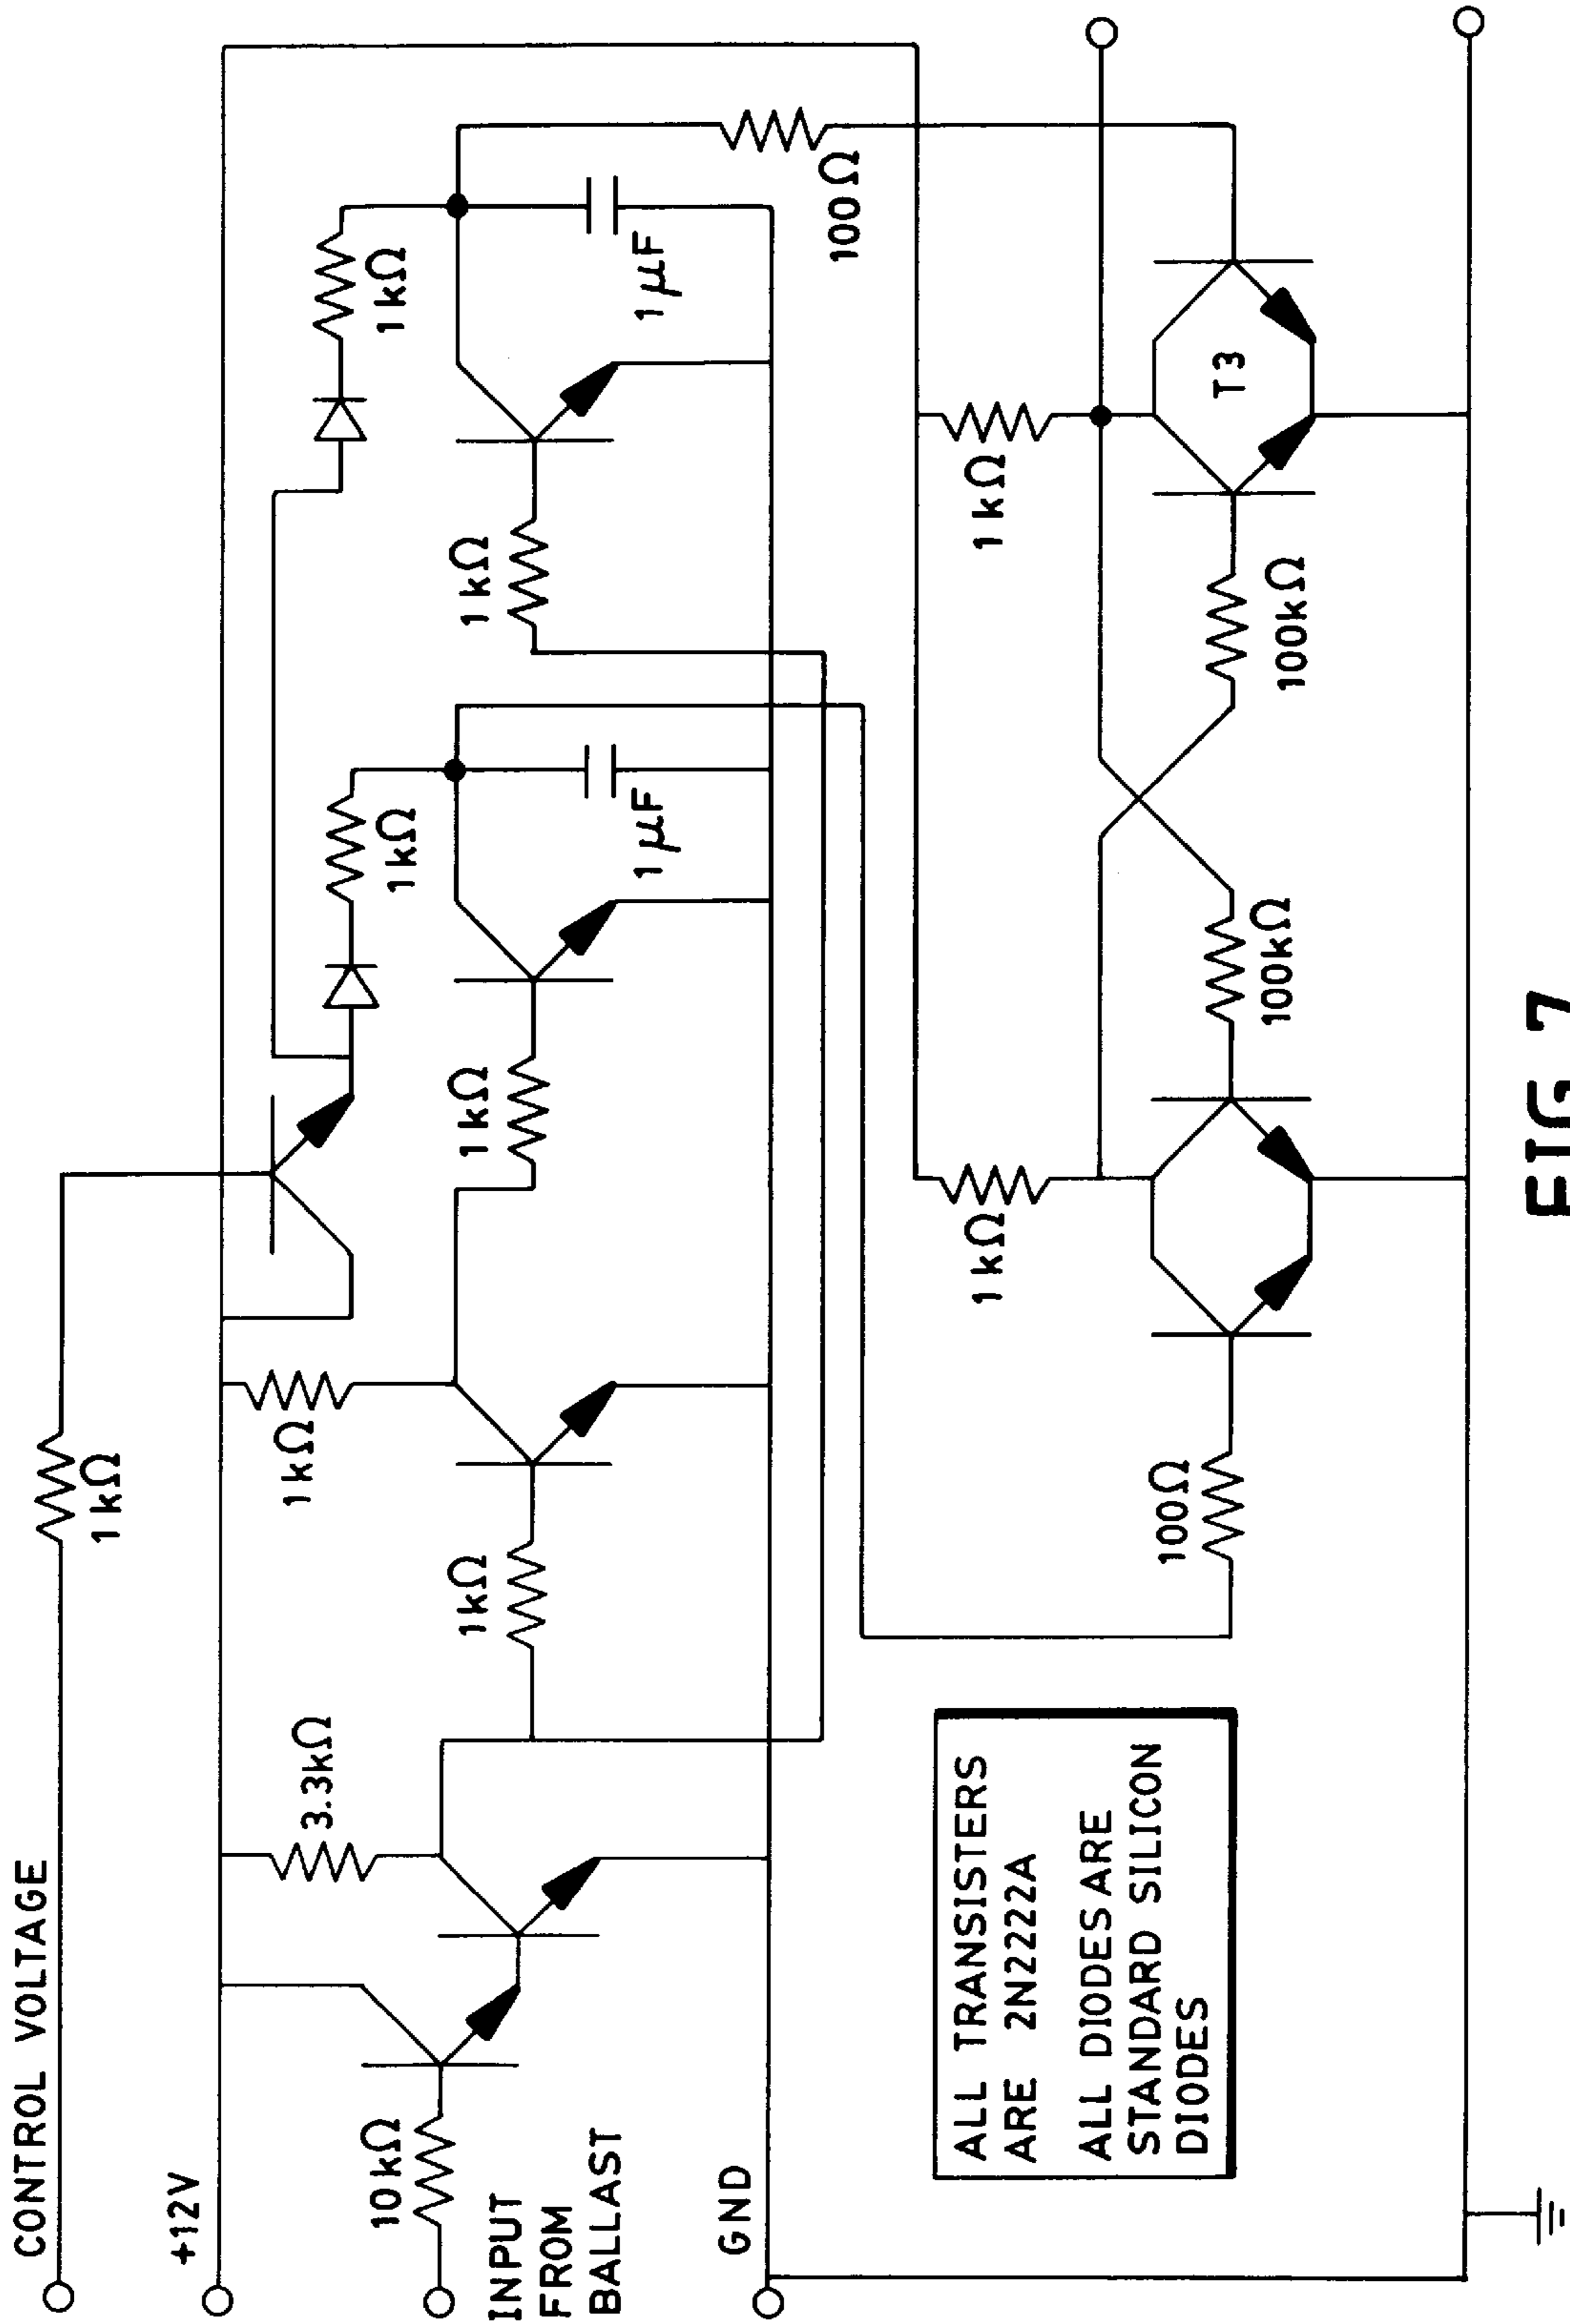 CONTROL VOLTAGE
1kΩ
+12V
3.3kΩ
1kΩ
1kΩ
1kΩ
10kΩ
1kΩ
1kΩ
1kΩ
INPUT
FROM
BALLAST
1µF
1µF
GND
100Ω
ALL TRANSISTERS
ARE 2N2222A
ALL DIODES ARE
STANDARD SILICON
DIODES
1kΩ
1kΩ
100Ω
100kΩ
100kΩ
T3
FIG. 7